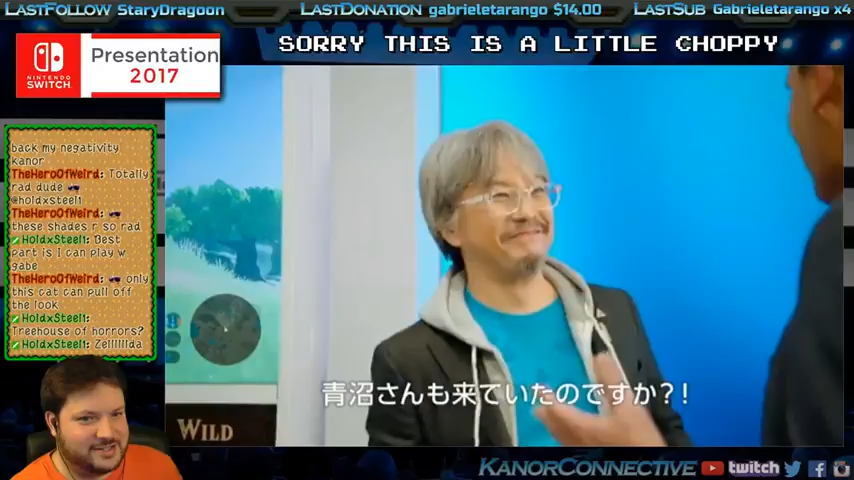 LASTFOLLOW StaryDragoon LASTDONATION gabrieletarango $14.00 LASTSUB Gabrieletarango x4
SORRY THIS IS A LITTLE CHOPPY
NINTENDO
SWITCH
Presentation
2017
back my negativity
kanor
TheHeroOfWeird: Totally
rad dude
@holdxsteel1
TheHeroOfWeird:
these shades r so rad
HoldxSteel1: Best
part is I can play w
gabe
TheHeroOfWeird: only
this cat can pull off
the look
HoldxSteel1:
Treehouse of horrors?
HoldxSteel1: Zelllllda
青沼さんも来ていたのですか?!
WILD
KANORCONNECTIVE twitch